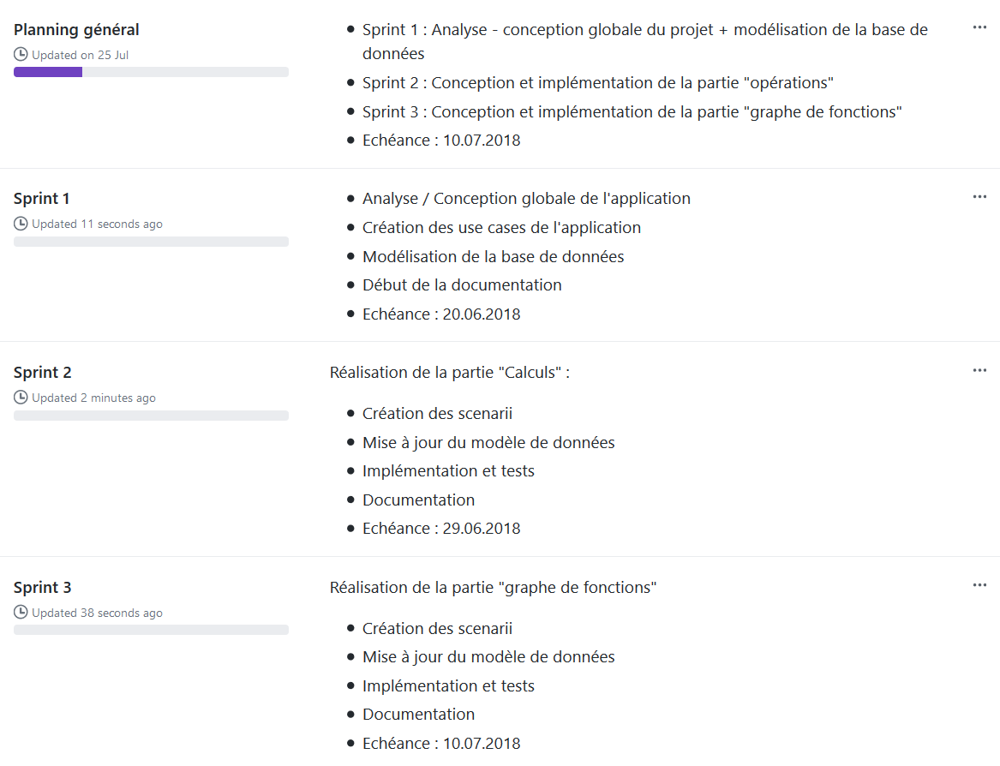 Planning général
Updated on 25 Jul
Sprint 1 : Analyse - conception globale du projet + modélisation de la base de
données
Sprint 2 : Conception et implémentation de la partie "opérations"
Sprint 3 : Conception et implémentation de la partie "graphe de fonctions"
Echéance : 10.07.2018
Sprint 1
Updated 11 seconds ago
Analyse / Conception globale de l'application
Création des use cases de l'application
Modélisation de la base de données
Début de la documentation
Echéance : 20.06.2018
Sprint 2
Updated 2 minutes ago
Réalisation de la partie "Calculs" :
Création des scenarii
Mise à jour du modèle de données
Implémentation et tests
Documentation
Echéance : 29.06.2018
Sprint 3
Updated 38 seconds ago
Réalisation de la partie "graphe de fonctions"
Création des scenarii
Mise à jour du modèle de données
Implémentation et tests
Documentation
Echéance : 10.07.2018